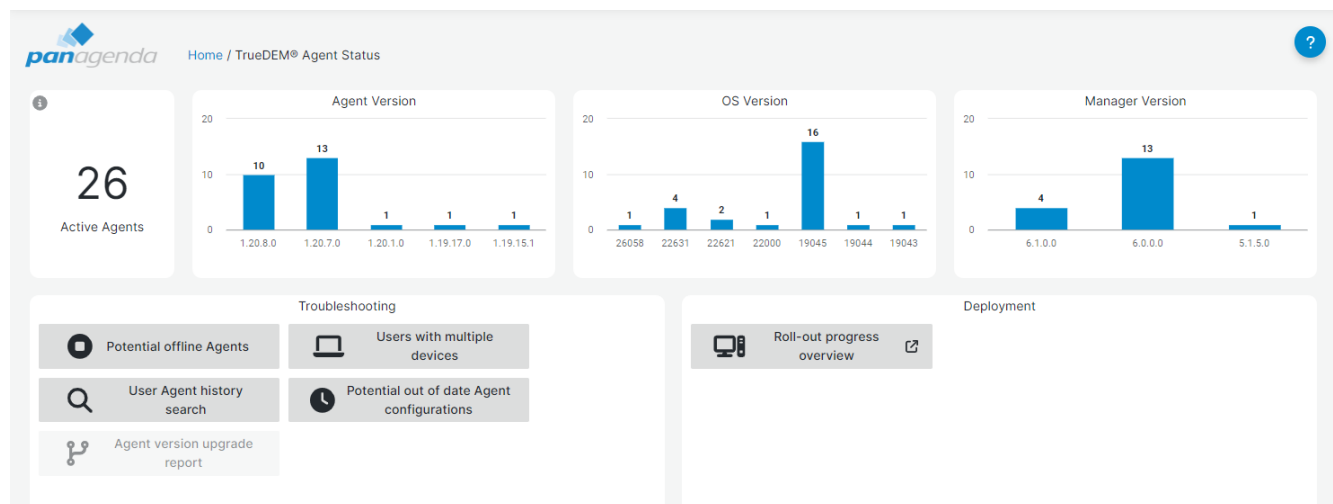 panagenda
Home / TrueDEM® Agent Status
?
i
26
Active Agents
Agent Version
20
10
0
10
13
1
1
1
1.20.8.0 1.20.7.0 1.20.1.0 1.19.17.0 1.19.15.1
OS Version
20
10
0
1
4
2
1
16
1
1
26058 22631 22621 22000 19045 19044 19043
Manager Version
20
10
0
4
13
1
6.1.0.0 6.0.0.0 5.1.5.0
Troubleshooting
Potential offline Agents
Users with multiple
devices
User Agent history
search
Potential out of date Agent
configurations
Agent version upgrade
report
Deployment
Roll-out progress
overview